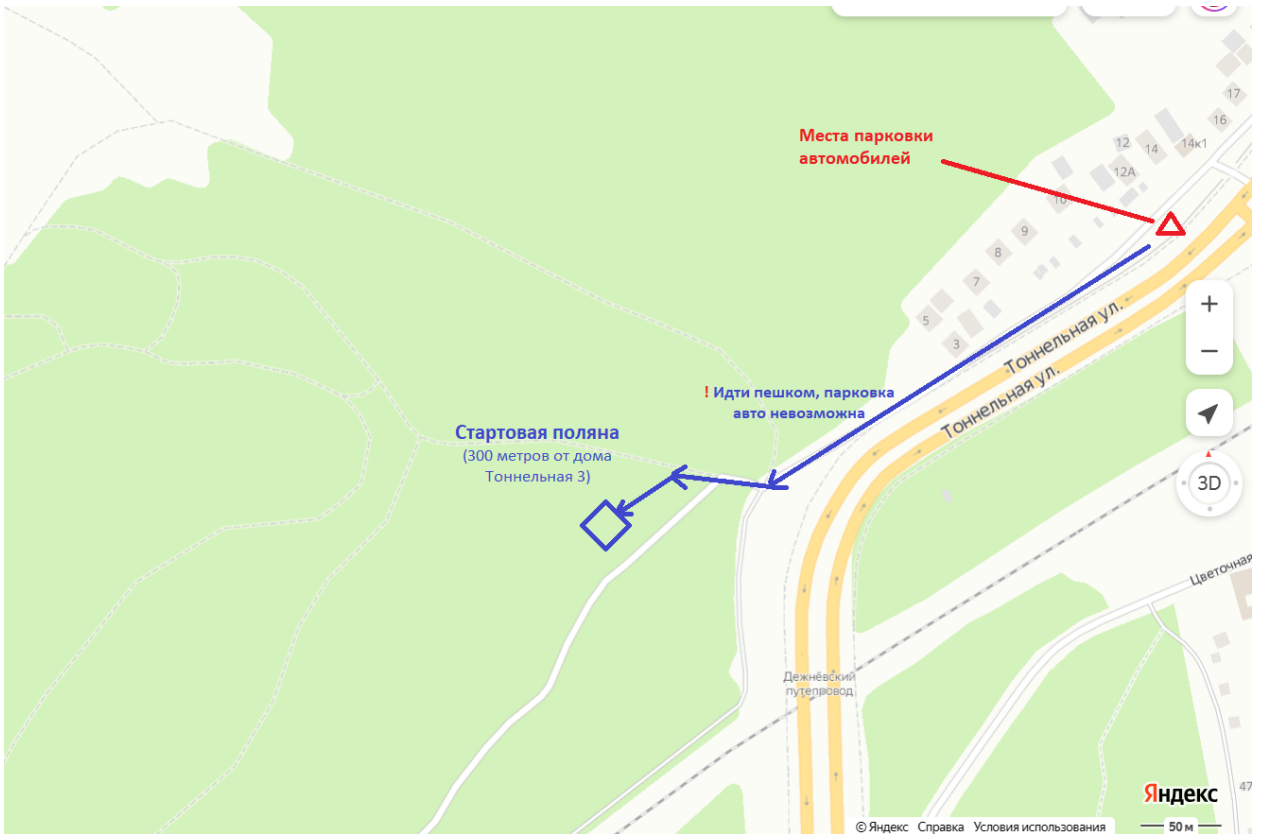 17
16
Места парковки
автомобилей
12
14
14к1
12А
10
9
8
7
5
3
Тоннельная ул.
Тоннельная ул.
! Идти пешком, парковка
авто невозможна
Стартовая поляна
(300 метров от дома
Тоннельная 3)
3D
Цветочная
Дежнёвский
путепровод
47
Яндекс
© Яндекс Справка Условия использования
50 м